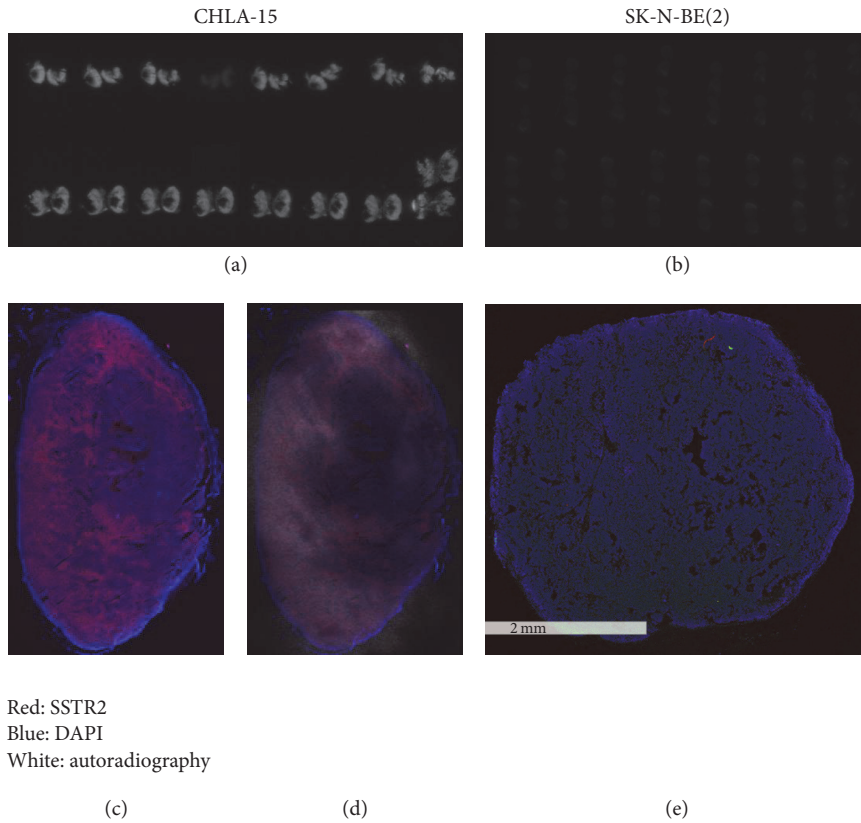 CHLA-15
SK-N-BE(2)
(a)
(b)
2 mm
Red: SSTR2
Blue: DAPI
White: autoradiography
(c)
(d)
(e)